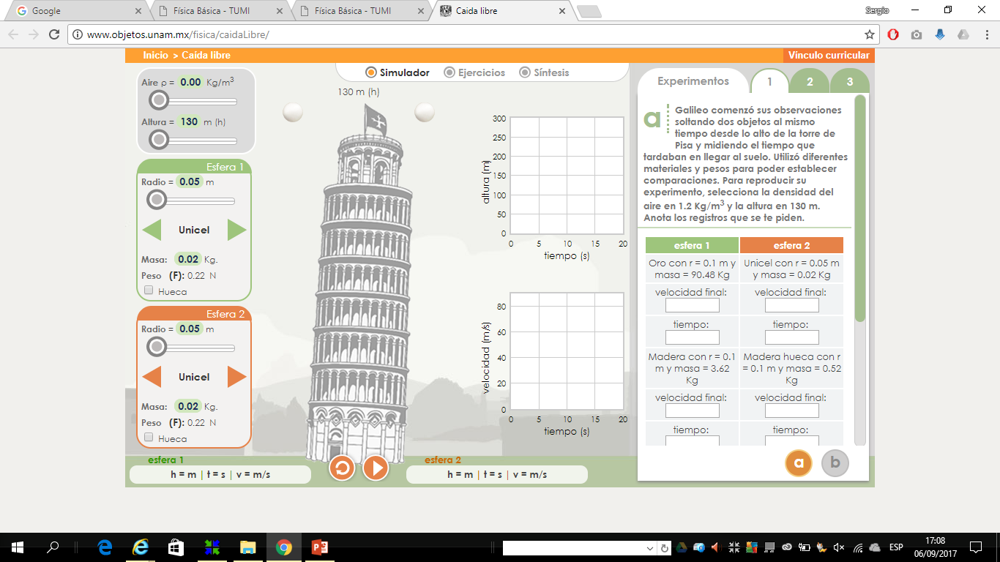 Google
Física Básica - TUMI
Física Básica - TUMI
Caida libre
Sergio
www.objetos.unam.mx/fisica/caidaLibre/
Inicio > Caída libre
Vínculo curricular
Aire ρ = 0.00 Kg/m³
Altura = 130 m (h)
Esfera 1
Radio = 0.05 m
Unicel
Masa: 0.02 Kg.
Peso (F): 0.22 N
Hueca
Esfera 2
Radio = 0.05 m
Unicel
Masa: 0.02 Kg.
Peso (F): 0.22 N
Hueca
Simulador
Ejercicios
Síntesis
130 m (h)
300
250
200
150
100
50
0
altura (m)
0 5 10 15 20
tiempo (s)
80
60
40
20
0
velocidad (m/s)
0 5 10 15 20
tiempo (s)
esfera 1
h = m | t = s | v = m/s
esfera 2
h = m | t = s | v = m/s
Experimentos 1 2 3
a
Galileo comenzó sus observaciones
soltando dos objetos al mismo
tiempo desde lo alto de la torre de
Pisa y midiendo el tiempo que
tardaban en llegar al suelo. Utilizó diferentes
materiales y pesos para poder establecer
comparaciones. Para reproducir su
experimento, selecciona la densidad del
aire en 1.2 Kg/m³ y la altura en 130 m.
Anota los registros que se te piden.
esfera 1 esfera 2
Oro con r = 0.1 m y
masa = 90.48 Kg
Unicel con r = 0.05 m
y masa = 0.02 Kg
velocidad final: velocidad final:
tiempo: tiempo:
Madera con r = 0.1
m y masa = 3.62
Kg
Madera hueca con r
= 0.1 m y masa = 0.52
Kg
velocidad final: velocidad final:
tiempo: tiempo:
a b
ESP
17:08
06/09/2017